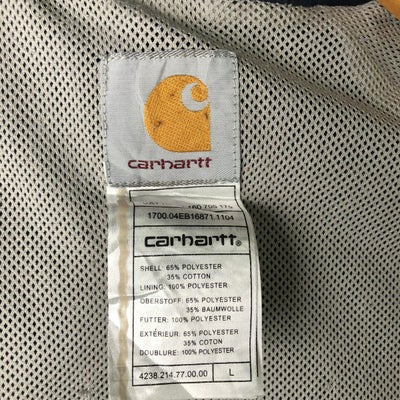 carhartt
1700.04EB16871.1104
carhartt®
SHELL: 65% POLYESTER
35% COTTON
LINING: 100% POLYESTER
OBERSTOFF: 65% POLYESTER
35% BAUMWOLLE
FUTTER: 100% POLYESTER
EXTÉRIEUR: 65% POLYESTER
35% COTON
DOUBLURE: 100% POLYESTER
4238.214.77.00.00 L